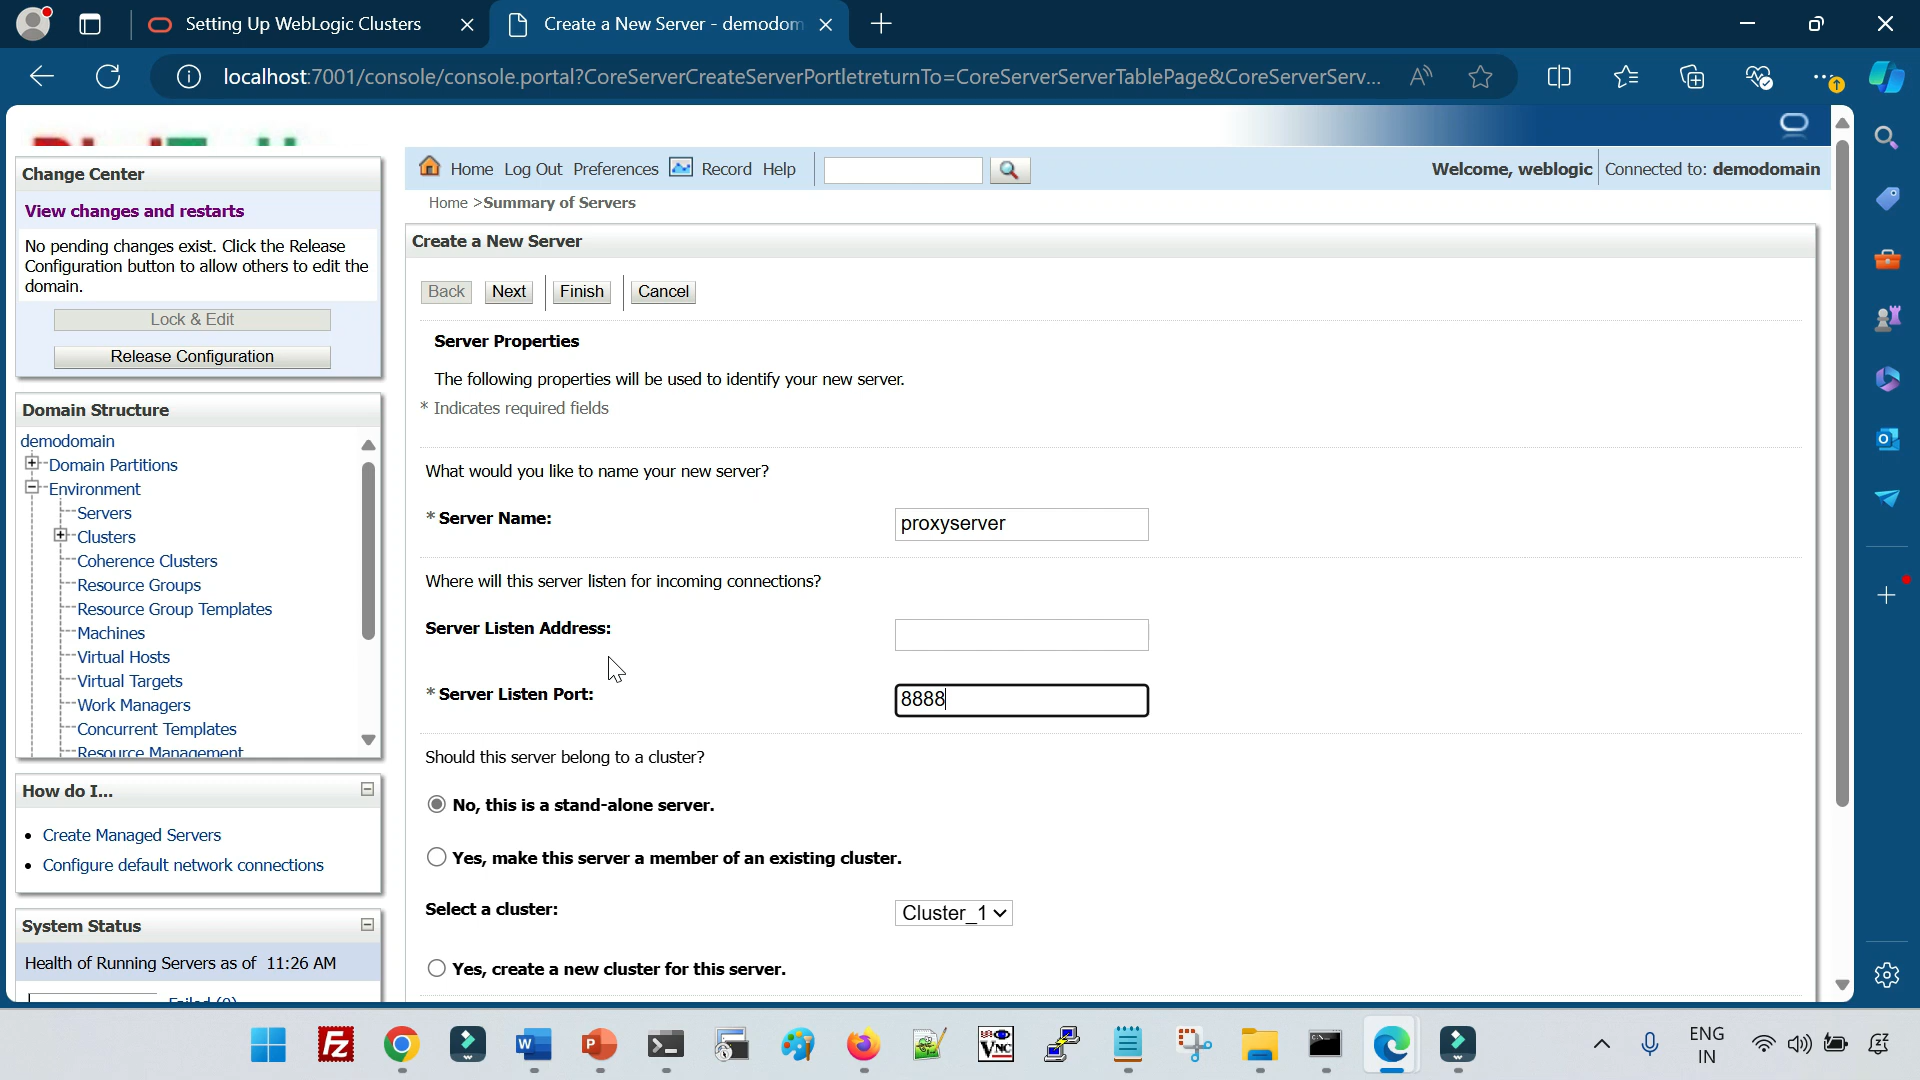 Setting Up WebLogic Clusters
Create a New Server - demodom
localhost:7001/console/console.portal?CoreServerCreateServerPortletreturnTo=CoreServerServerTablePage&CoreServerServ...
Change Center
View changes and restarts
No pending changes exist. Click the Release
Configuration button to allow others to edit the
domain.
Lock & Edit
Release Configuration
Domain Structure
demodomain
Domain Partitions
Environment
Servers
Clusters
Coherence Clusters
Resource Groups
Resource Group Templates
Machines
Virtual Hosts
Virtual Targets
Work Managers
Concurrent Templates
Resource Management
How do I...
Create Managed Servers
Configure default network connections
System Status
Health of Running Servers as of 11:26 AM
Failed (0)
Home Log Out Preferences Record Help
Welcome, weblogic Connected to: demodomain
Home >Summary of Servers
Create a New Server
Back Next Finish Cancel
Server Properties
The following properties will be used to identify your new server.
* Indicates required fields
What would you like to name your new server?
* Server Name: proxyserver
Where will this server listen for incoming connections?
Server Listen Address:
* Server Listen Port: 8888
Should this server belong to a cluster?
No, this is a stand-alone server.
Yes, make this server a member of an existing cluster.
Select a cluster: Cluster_1
Yes, create a new cluster for this server.
ENG
IN